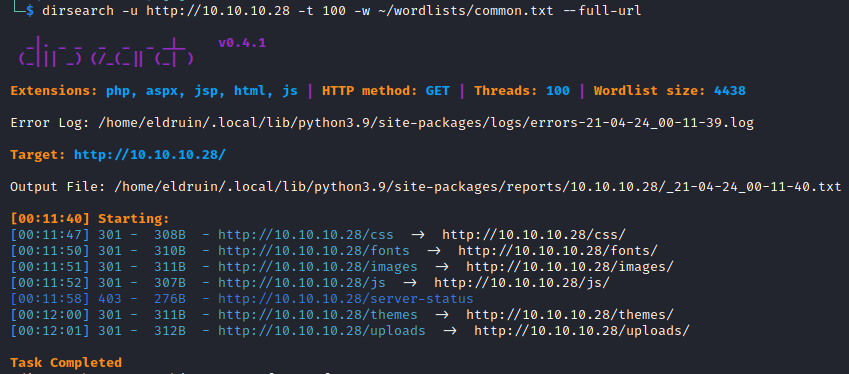 └─$ dirsearch -u http://10.10.10.28 -t 100 -w ~/wordlists/common.txt --full-url
 _|. _ _  _  _  _ _|_    v0.4.1
(_||| _) (/_(_|| (_| )
Extensions: php, aspx, jsp, html, js | HTTP method: GET | Threads: 100 | Wordlist size: 4438
Error Log: /home/eldruin/.local/lib/python3.9/site-packages/logs/errors-21-04-24_00-11-39.log
Target: http://10.10.10.28/
Output File: /home/eldruin/.local/lib/python3.9/site-packages/reports/10.10.10.28/_21-04-24_00-11-40.txt
[00:11:40] Starting:
[00:11:47] 301 -  308B  - http://10.10.10.28/css  ->  http://10.10.10.28/css/
[00:11:50] 301 -  310B  - http://10.10.10.28/fonts  ->  http://10.10.10.28/fonts/
[00:11:51] 301 -  311B  - http://10.10.10.28/images  ->  http://10.10.10.28/images/
[00:11:52] 301 -  307B  - http://10.10.10.28/js  ->  http://10.10.10.28/js/
[00:11:58] 403 -  276B  - http://10.10.10.28/server-status
[00:12:00] 301 -  311B  - http://10.10.10.28/themes  ->  http://10.10.10.28/themes/
[00:12:01] 301 -  312B  - http://10.10.10.28/uploads  ->  http://10.10.10.28/uploads/
Task Completed